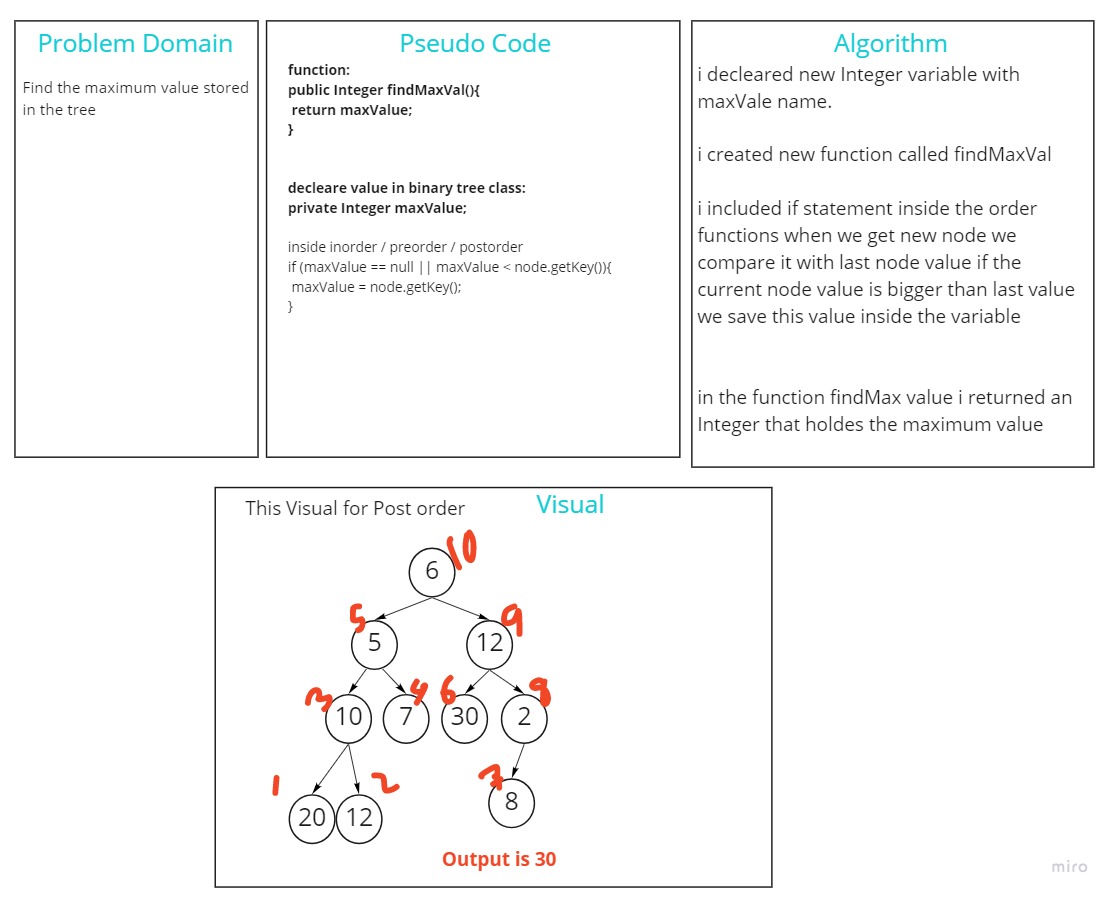 Problem Domain
Find the maximum value stored
in the tree
Pseudo Code
function:
public Integer findMaxVal(){
return maxValue;
}
decleare value in binary tree class:
private Integer maxValue;
inside inorder / preorder / postorder
if (maxValue == null || maxValue < node.getKey()){
maxValue = node.getKey();
}
Algorithm
i decleared new Integer variable with
maxVale name.
i created new function called findMaxVal
i included if statement inside the order
functions when we get new node we
compare it with last node value if the
current node value is bigger than last value
we save this value inside the variable
in the function findMax value i returned an
Integer that holdes the maximum value
This Visual for Post order
Visual
10
6
5
9
5
12
3
4
6
8
10
7
30
2
1
2
7
20
12
8
Output is 30
miro